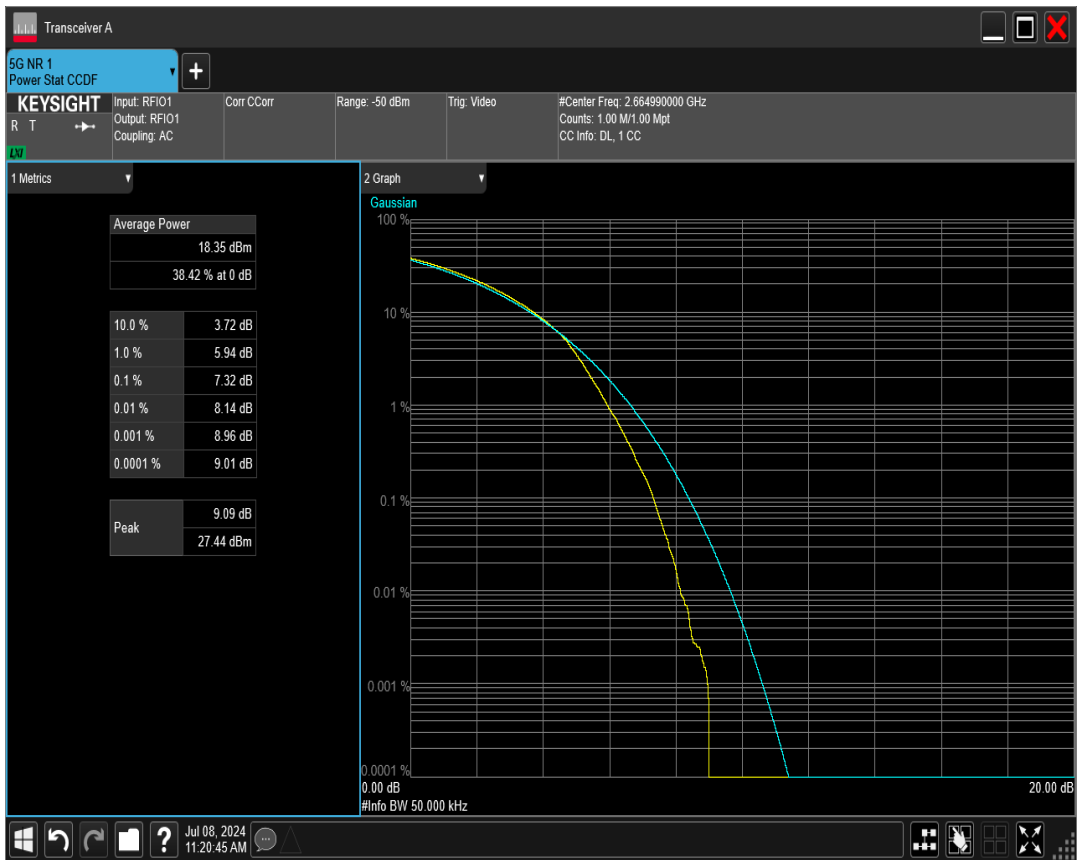 Transceiver A
5G NR 1
Power Stat CCDF
KEYSIGHT
R T
LXI
Input: RFIO1
Output: RFIO1
Coupling: AC
Corr CCorr
Range: -50 dBm
Trig: Video
#Center Freq: 2.664990000 GHz
Counts: 1.00 M/1.00 Mpt
CC Info: DL, 1 CC
1 Metrics
Average Power
18.35 dBm
38.42 % at 0 dB
10.0 % 3.72 dB
1.0 % 5.94 dB
0.1 % 7.32 dB
0.01 % 8.14 dB
0.001 % 8.96 dB
0.0001 % 9.01 dB
Peak
9.09 dB
27.44 dBm
2 Graph
Gaussian
100 %
10 %
1 %
0.1 %
0.01 %
0.001 %
0.0001 %
0.00 dB 20.00 dB
#Info BW 50.000 kHz
?
Jul 08, 2024
11:20:45 AM